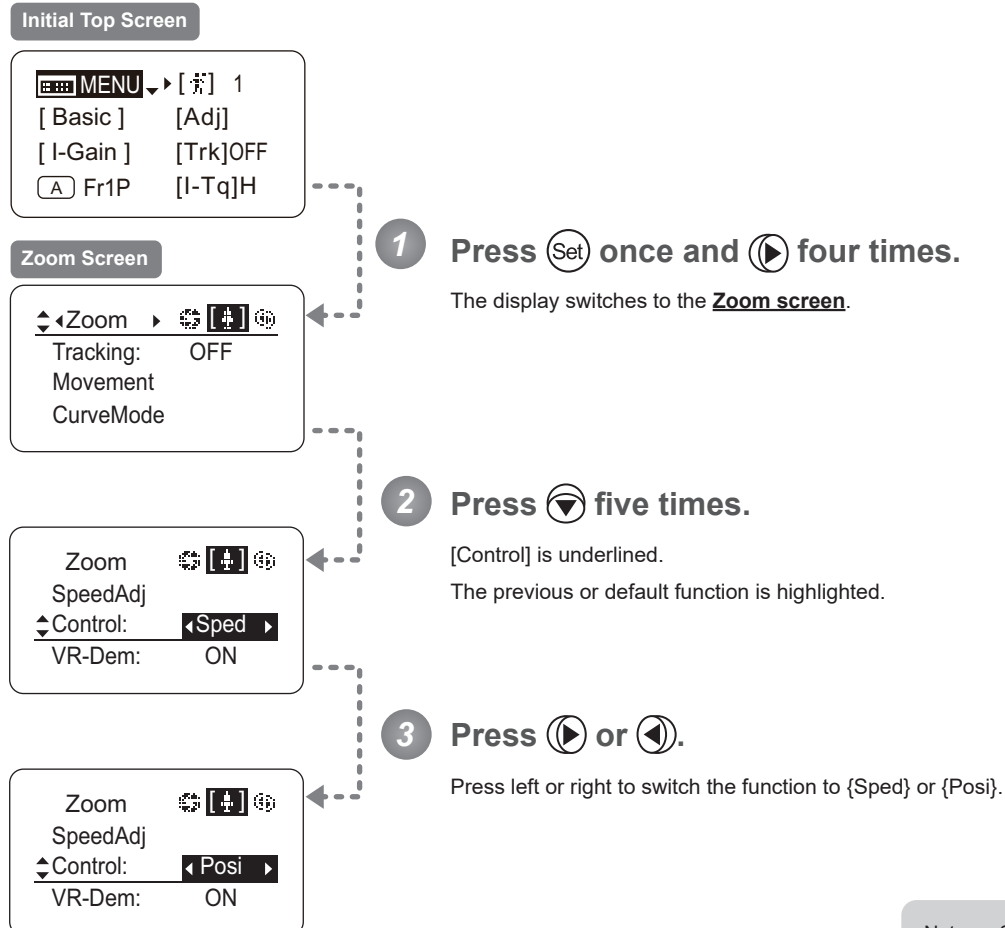 Initial Top Screen
MENU [ ] 1
[ Basic ] [Adj]
[ I-Gain ] [Trk]OFF
A Fr1P [I-Tq]H
1 Press Set once and ▶ four times.
The display switches to the Zoom screen.
Zoom Screen
Zoom
Tracking: OFF
Movement
CurveMode
2 Press ▼ five times.
[Control] is underlined.
The previous or default function is highlighted.
Zoom
SpeedAdj
Control: Sped
VR-Dem: ON
3 Press ▶ or ◀.
Press left or right to switch the function to {Sped} or {Posi}.
Zoom
SpeedAdj
Control: Posi
VR-Dem: ON